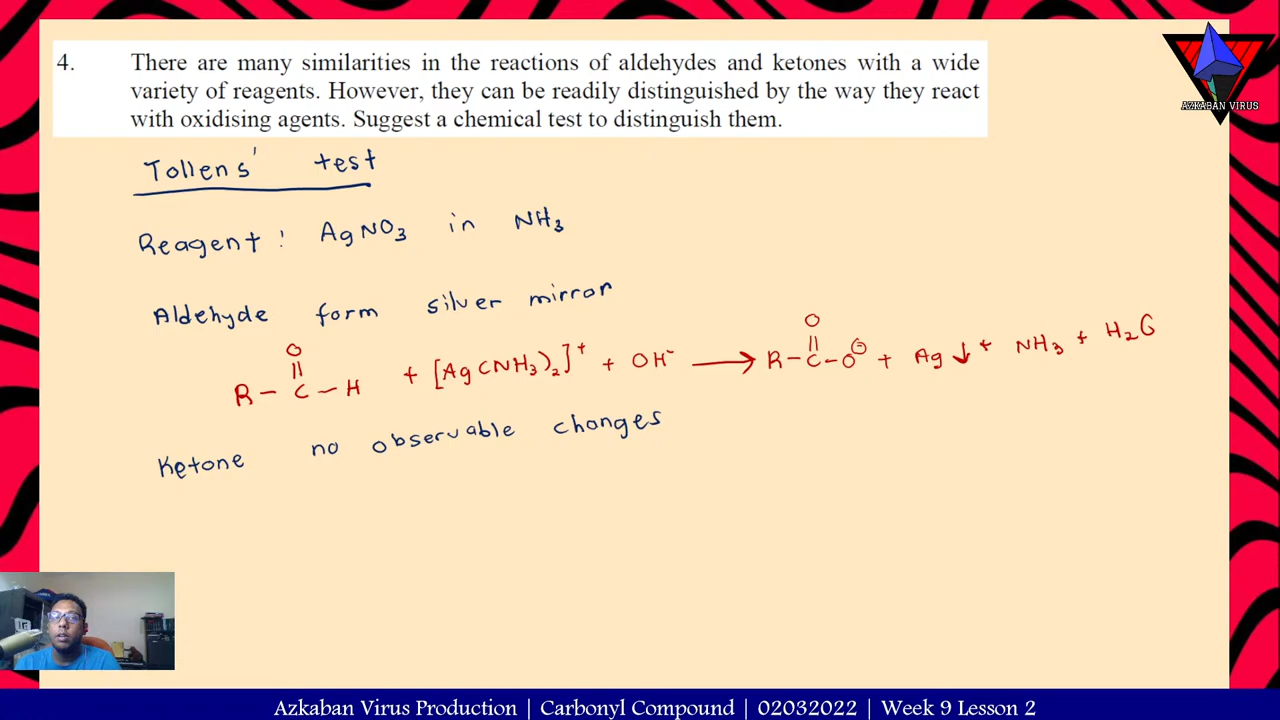 4. There are many similarities in the reactions of aldehydes and ketones with a wide
variety of reagents. However, they can be readily distinguished by the way they react
with oxidising agents. Suggest a chemical test to distinguish them.
AZKABAN VIRUS
Tollens' test
Reagent : AgNO3 in NH3
Aldehyde form silver mirror
O O
|| ||
R - C - H + [Ag(NH3)2]+ + OH- → R - C - O⊖ + Ag ↓ + NH3 + H2O
Ketone no observable changes
Azkaban Virus Production | Carbonyl Compound | 02032022 | Week 9 Lesson 2